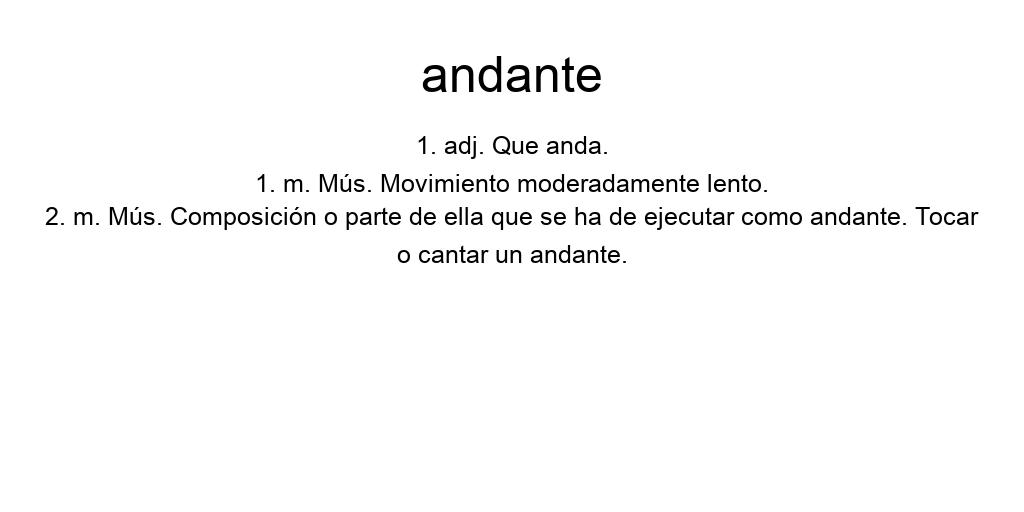 andante
1. adj. Que anda.
1. m. Mús. Movimiento moderadamente lento.
2. m. Mús. Composición o parte de ella que se ha de ejecutar como andante. Tocar
o cantar un andante.